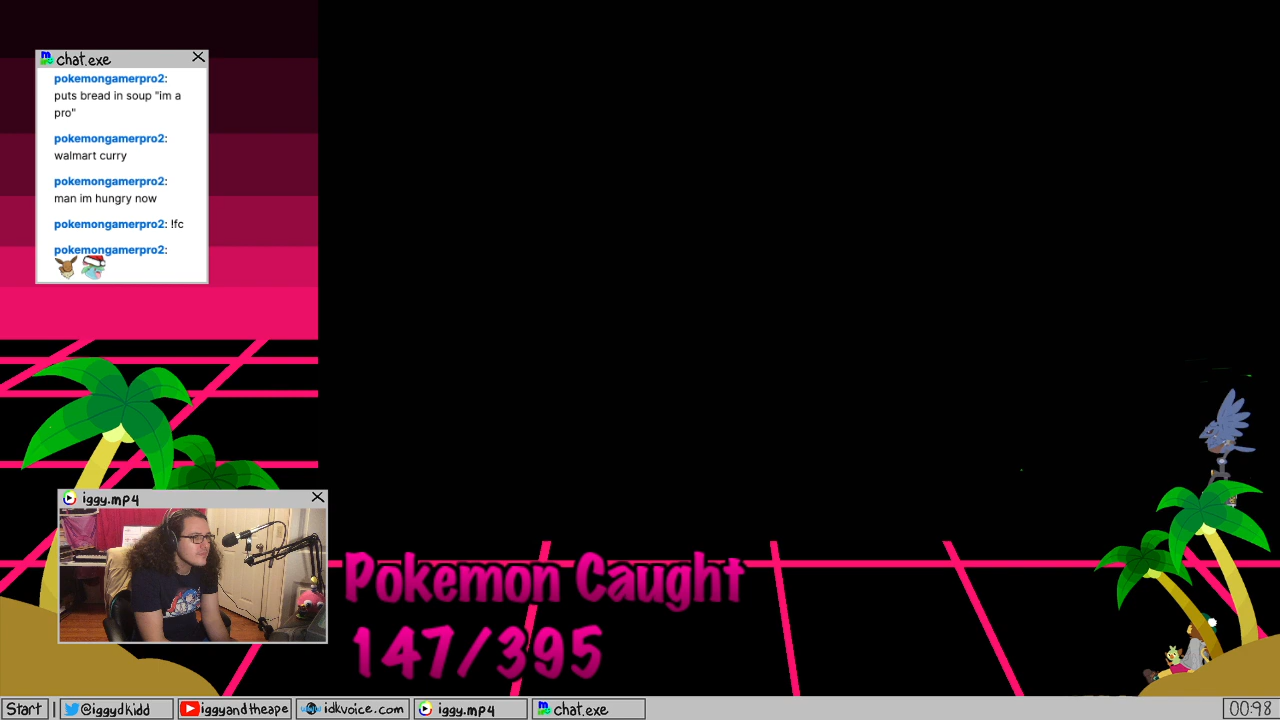 chat.exe
pokemongamerpro2:
puts bread in soup "im a
pro"
pokemongamerpro2:
walmart curry
pokemongamerpro2:
man im hungry now
pokemongamerpro2: !fc
pokemongamerpro2:
iggy.mp4
Pokemon Caught
147/395
Start | @iggydkidd iggyandtheape www idkvoice.com iggy.mp4 chat.exe 00:98